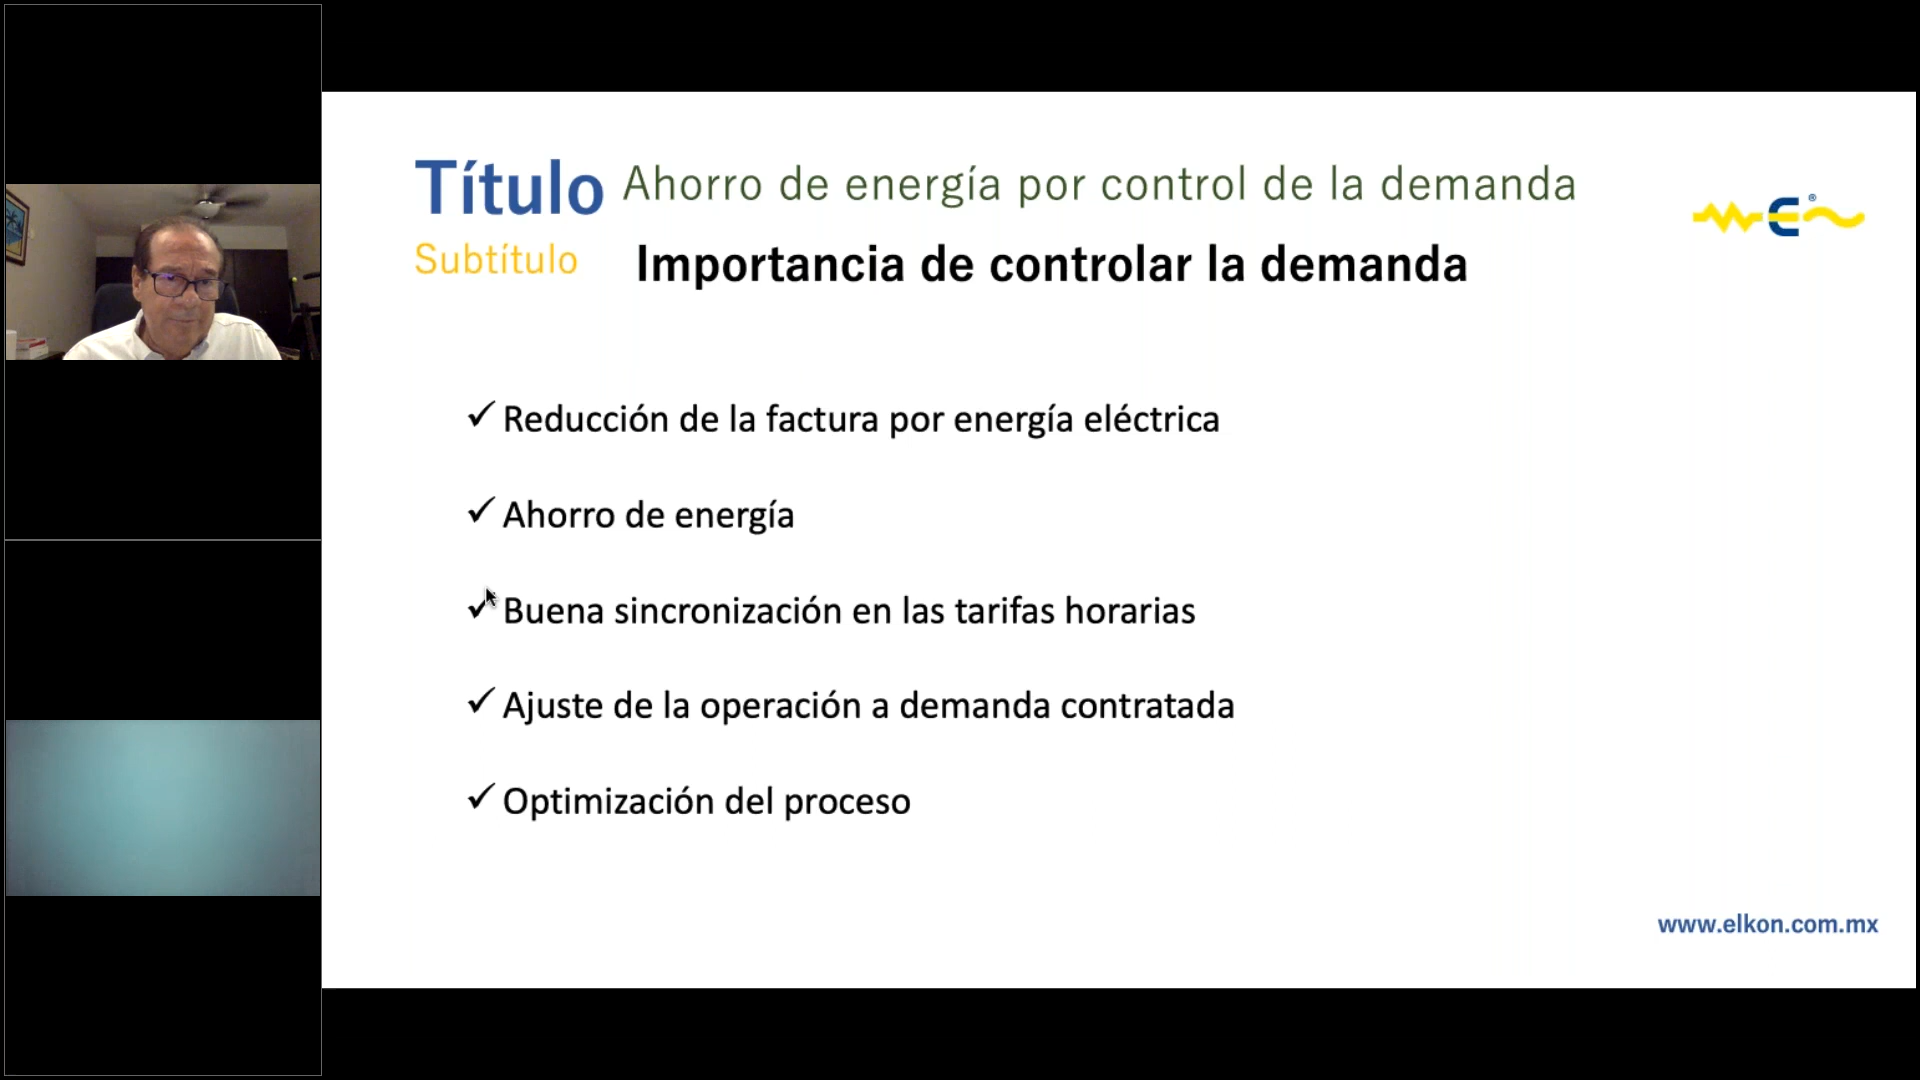 Título Ahorro de energía por control de la demanda
Subtítulo Importancia de controlar la demanda
E®
✓ Reducción de la factura por energía eléctrica
✓ Ahorro de energía
✓ Buena sincronización en las tarifas horarias
✓ Ajuste de la operación a demanda contratada
✓ Optimización del proceso
www.elkon.com.mx